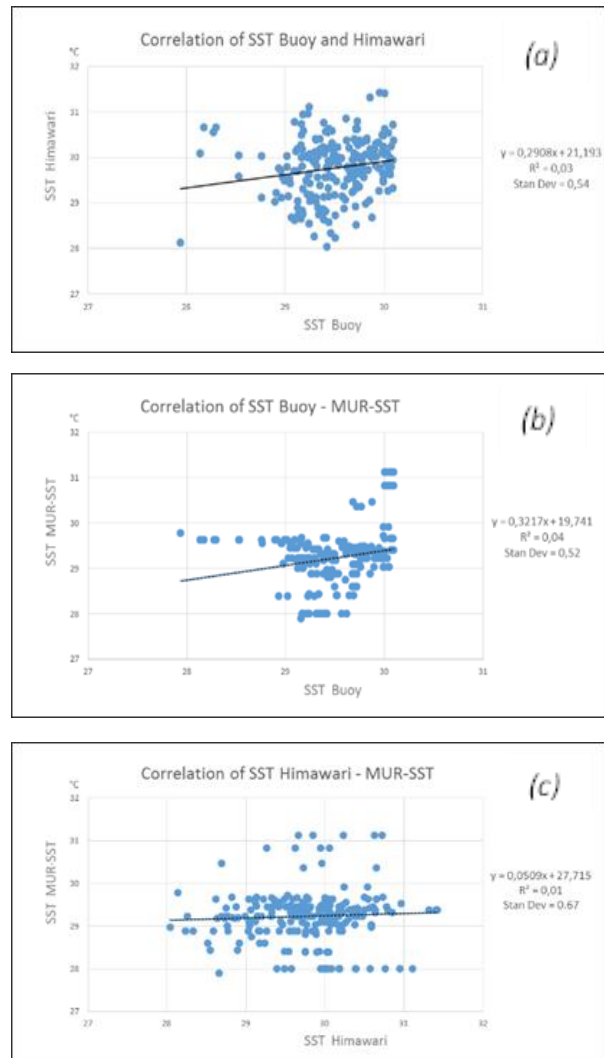 Correlation of SST Buoy and Himawari
(a)
°C
32
31
30
29
28
27
27
28
29
30
31
SST Himawari
SST Buoy
y = 0,2908x + 21,193
R² = 0,03
Stan Dev = 0,54
Correlation of SST Buoy - MUR-SST
(b)
°C
32
31
30
29
28
27
27
28
29
30
31
SST MUR-SST
SST Buoy
y = 0,3217x + 19,741
R² = 0,04
Stan Dev = 0,52
Correlation of SST Himawari - MUR-SST
(c)
°C
32
31
30
29
28
27
27
28
29
30
31
32
SST MUR-SST
SST Himawari
y = 0,0509x + 27,715
R² = 0,01
Stan Dev = 0.67